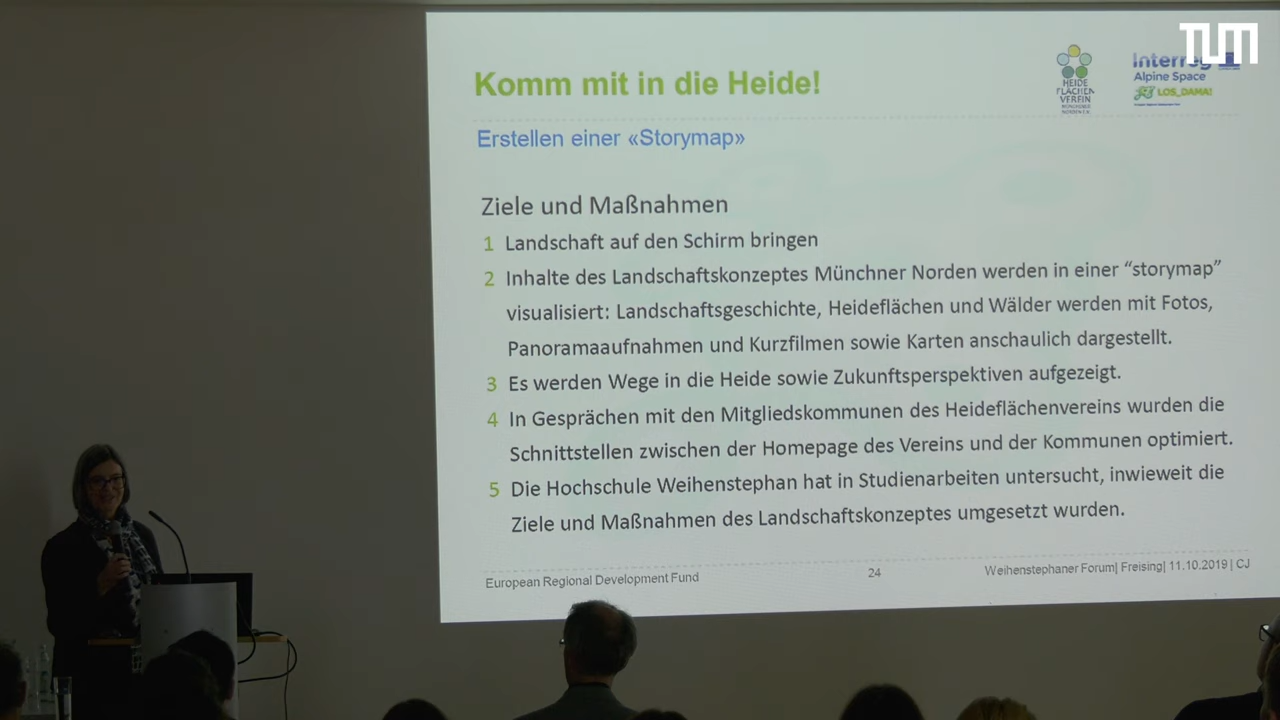 TUM
Komm mit in die Heide!
HEIDE
FLÄCHEN
VEREIN
Interreg
Alpine Space
LOS_DAMA!
Erstellen einer «Storymap»
Ziele und Maßnahmen
1 Landschaft auf den Schirm bringen
2 Inhalte des Landschaftskonzeptes Münchner Norden werden in einer “storymap”
visualisiert: Landschaftsgeschichte, Heideflächen und Wälder werden mit Fotos,
Panoramaaufnahmen und Kurzfilmen sowie Karten anschaulich dargestellt.
3 Es werden Wege in die Heide sowie Zukunftsperspektiven aufgezeigt.
4 In Gesprächen mit den Mitgliedskommunen des Heideflächenvereins wurden die
Schnittstellen zwischen der Homepage des Vereins und der Kommunen optimiert.
5 Die Hochschule Weihenstephan hat in Studienarbeiten untersucht, inwieweit die
Ziele und Maßnahmen des Landschaftskonzeptes umgesetzt wurden.
European Regional Development Fund
24
Weihenstephaner Forum| Freising| 11.10.2019 | CJ